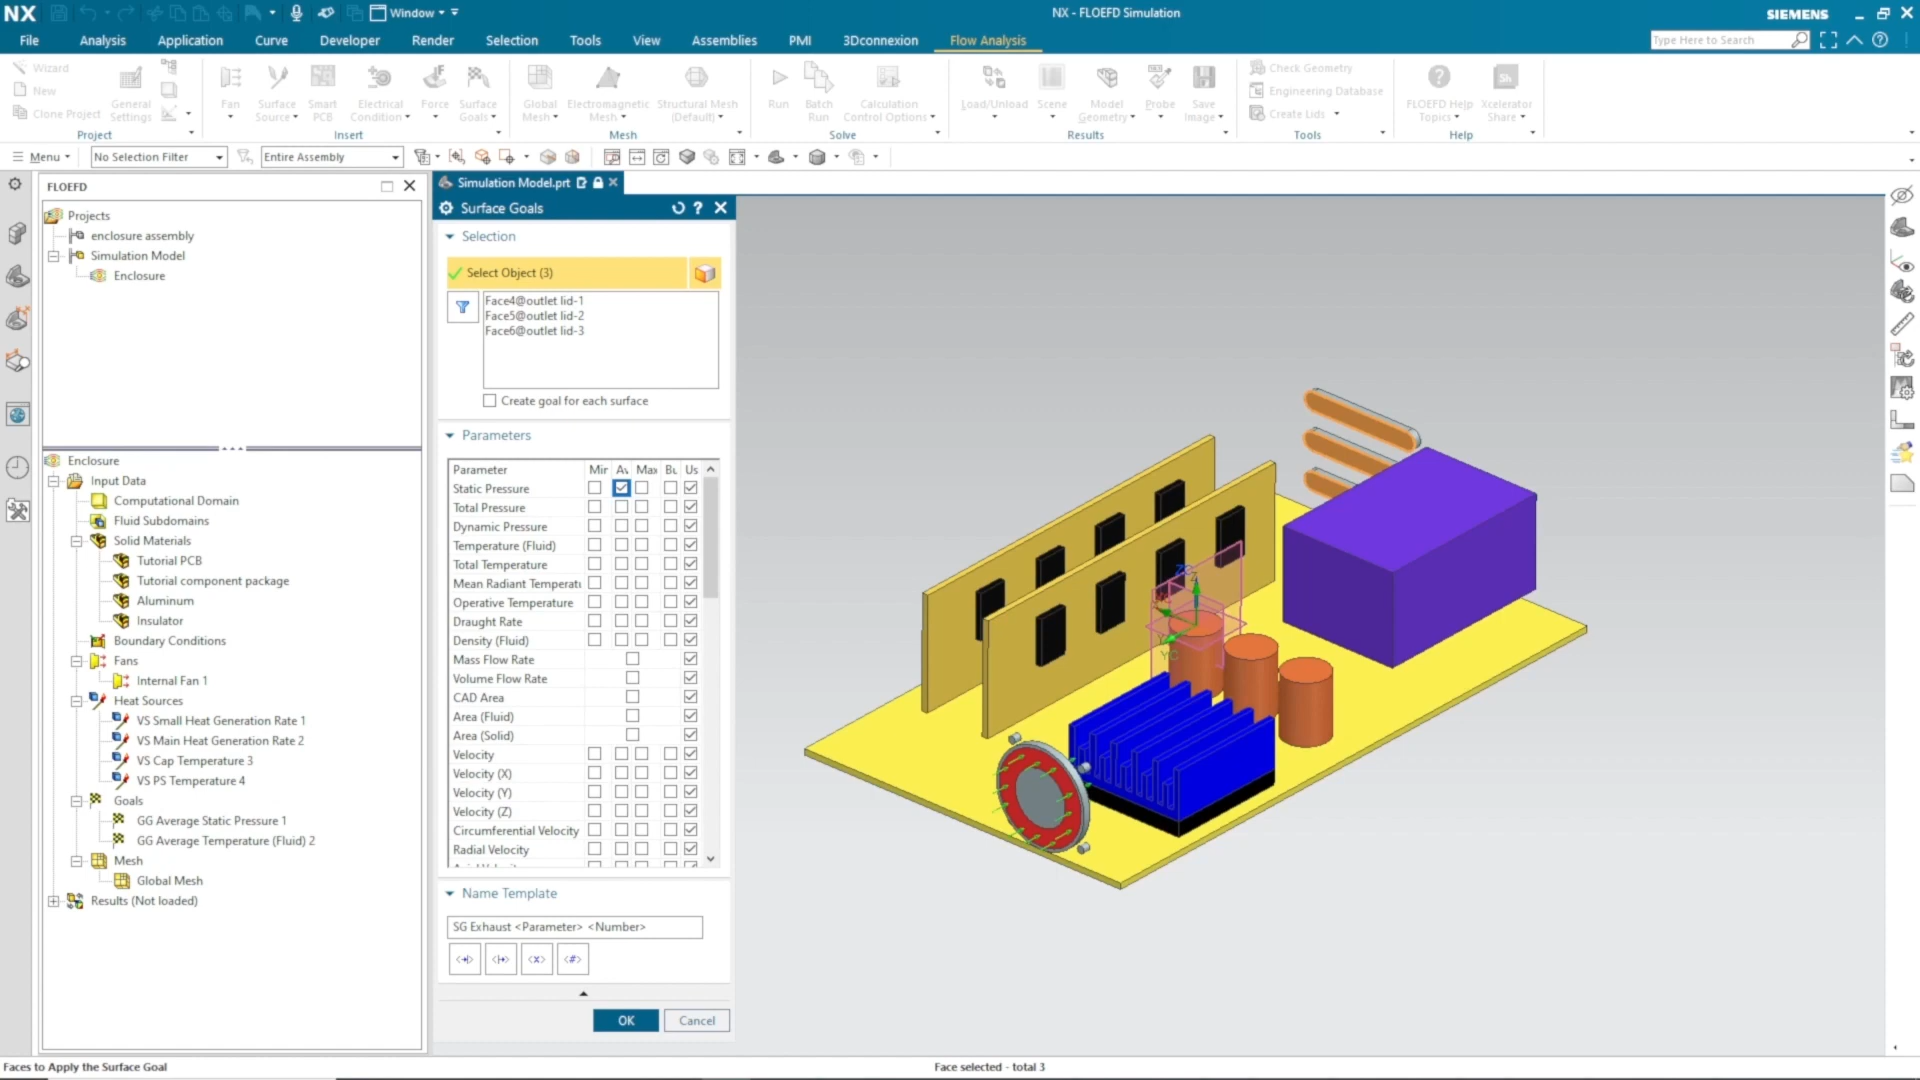 NX
Window
NX - FLOEFD Simulation
SIEMENS
File
Analysis
Application
Curve
Developer
Render
Selection
Tools
View
Assemblies
PMI
3Dconnexion
Flow Analysis
Type Here to Search
Wizard
New
Clone Project
General Settings
Project
Fan
Surface Source
Smart PCB
Electrical Condition
Force
Surface Goals
Insert
Global Mesh
Electromagnetic Mesh
Structural Mesh (Default)
Mesh
Run
Batch Run
Calculation Control Options
Solve
Load/Unload
Scene
Model Geometry
Probe
Save Image
Results
Check Geometry
Engineering Database
Create Lids
Tools
FLOEFD Help Topics
Sh
Xcelerator Share
Help
Menu
No Selection Filter
Entire Assembly
FLOEFD
Projects
enclosure assembly
Simulation Model
Enclosure
Enclosure
Input Data
Computational Domain
Fluid Subdomains
Solid Materials
Tutorial PCB
Tutorial component package
Aluminum
Insulator
Boundary Conditions
Fans
Internal Fan 1
Heat Sources
VS Small Heat Generation Rate 1
VS Main Heat Generation Rate 2
VS Cap Temperature 3
VS PS Temperature 4
Goals
GG Average Static Pressure 1
GG Average Temperature (Fluid) 2
Mesh
Global Mesh
Results (Not loaded)
Simulation Model.prt
Surface Goals
Selection
Select Object (3)
Face4@outlet lid-1
Face5@outlet lid-2
Face6@outlet lid-3
Create goal for each surface
Parameters
Parameter Mir Av Max Bu Us
Static Pressure
Total Pressure
Dynamic Pressure
Temperature (Fluid)
Total Temperature
Mean Radiant Temperatu
Operative Temperature
Draught Rate
Density (Fluid)
Mass Flow Rate
Volume Flow Rate
CAD Area
Area (Fluid)
Area (Solid)
Velocity
Velocity (X)
Velocity (Y)
Velocity (Z)
Circumferential Velocity
Radial Velocity
Name Template
SG Exhaust <Parameter> <Number>
<x>
<#>
OK
Cancel
Faces to Apply the Surface Goal
Face selected - total 3